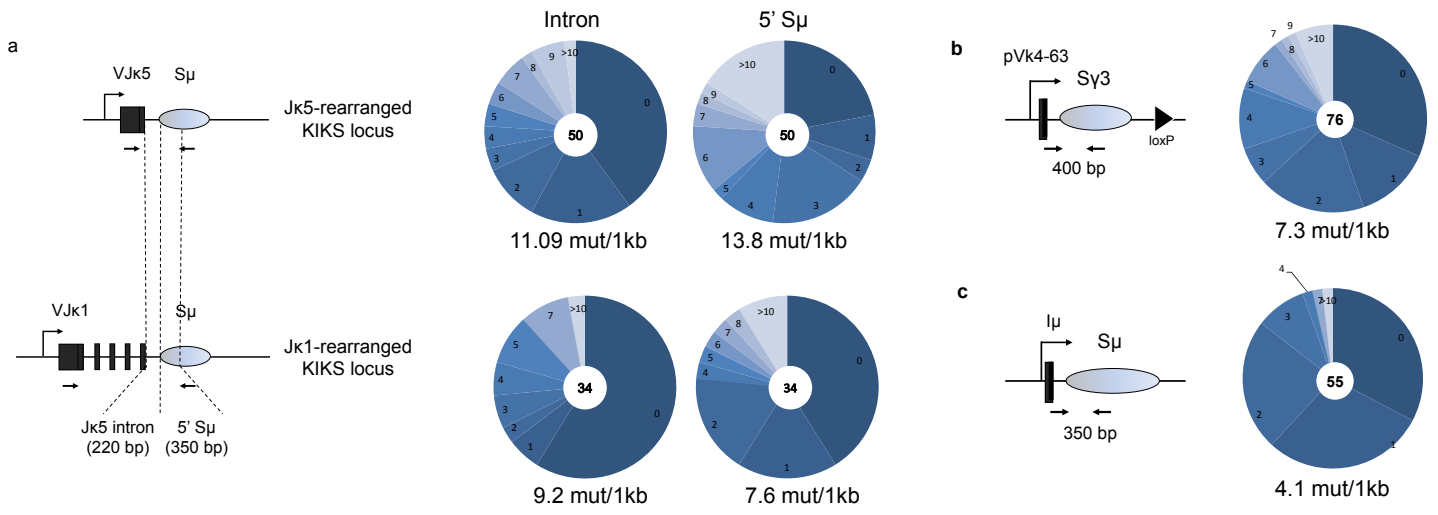 a
VJκ5
Sμ
Jκ5-rearranged
KIKS locus
VJκ1
Sμ
Jκ1-rearranged
KIKS locus
Jκ5 intron
(220 bp)
5' Sμ
(350 bp)
Intron
0
1
2
3
4
5
6
7
8
9
>10
50
11.09 mut/1kb
5' Sμ
0
1
2
3
4
5
6
7
8
9
>10
50
13.8 mut/1kb
0
1
2
3
4
5
7
>10
34
9.2 mut/1kb
0
1
2
4
5
6
7
8
>10
34
7.6 mut/1kb
b
pVk4-63
Sγ3
loxP
400 bp
0
1
2
3
4
5
6
7
8
9
>10
76
7.3 mut/1kb
c
Iμ
Sμ
350 bp
0
1
2
3
4
7
>10
55
4.1 mut/1kb